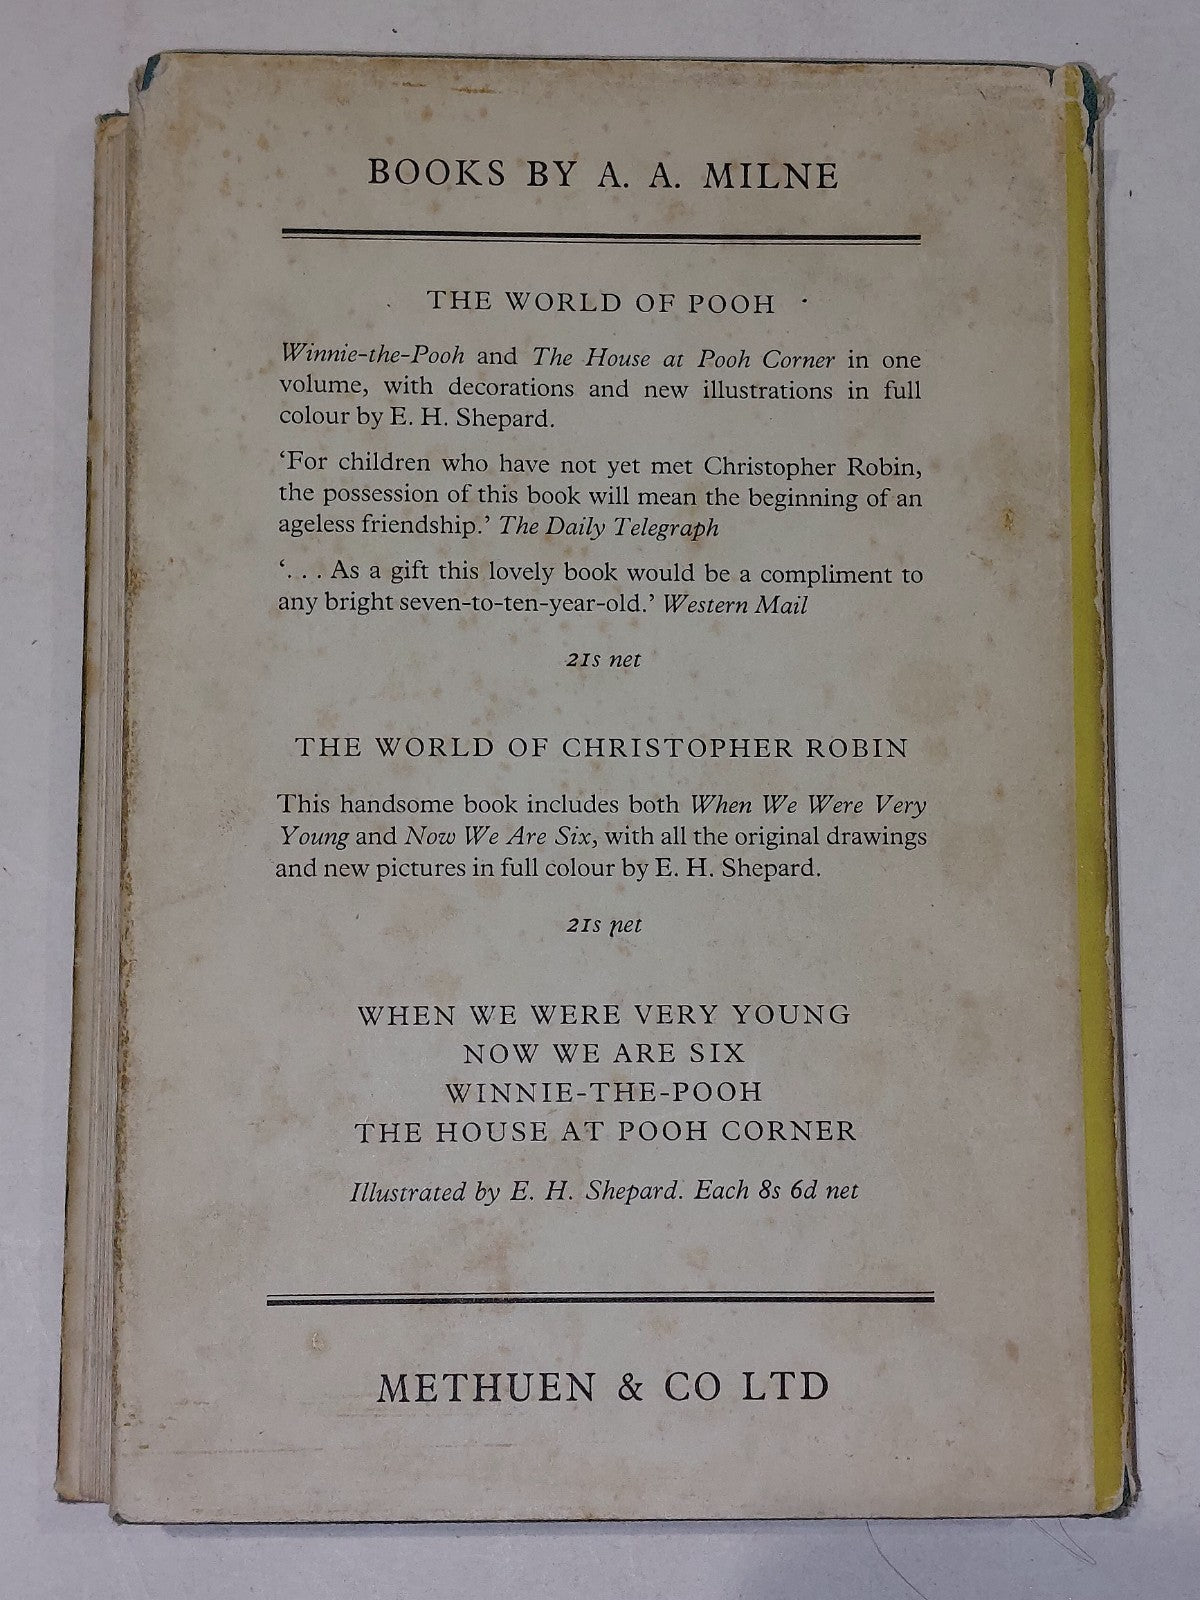 BOOKS BY A. A. MILNE
THE WORLD OF POOH
Winnie-the-Pooh and The House at Pooh Corner in one
volume, with decorations and new illustrations in full
colour by E. H. Shepard.
‘For children who have not yet met Christopher Robin,
the possession of this book will mean the beginning of an
ageless friendship.’ The Daily Telegraph
‘. . . As a gift this lovely book would be a compliment to
any bright seven-to-ten-year-old.’ Western Mail
21s net
THE WORLD OF CHRISTOPHER ROBIN
This handsome book includes both When We Were Very
Young and Now We Are Six, with all the original drawings
and new pictures in full colour by E. H. Shepard.
21s net
WHEN WE WERE VERY YOUNG
NOW WE ARE SIX
WINNIE-THE-POOH
THE HOUSE AT POOH CORNER
Illustrated by E. H. Shepard. Each 8s 6d net
METHUEN & CO LTD